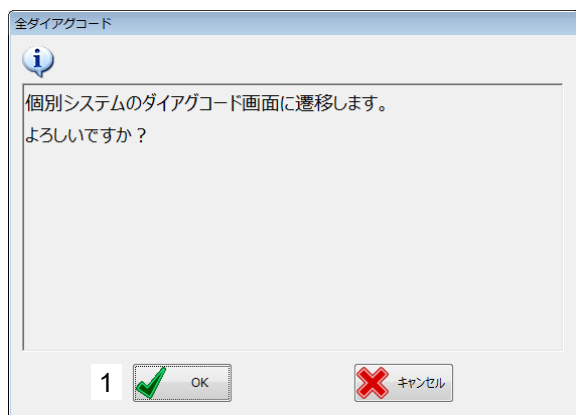 全ダイアグコード
個別システムのダイアグコード画面に遷移します。
よろしいですか？
1 OK キャンセル